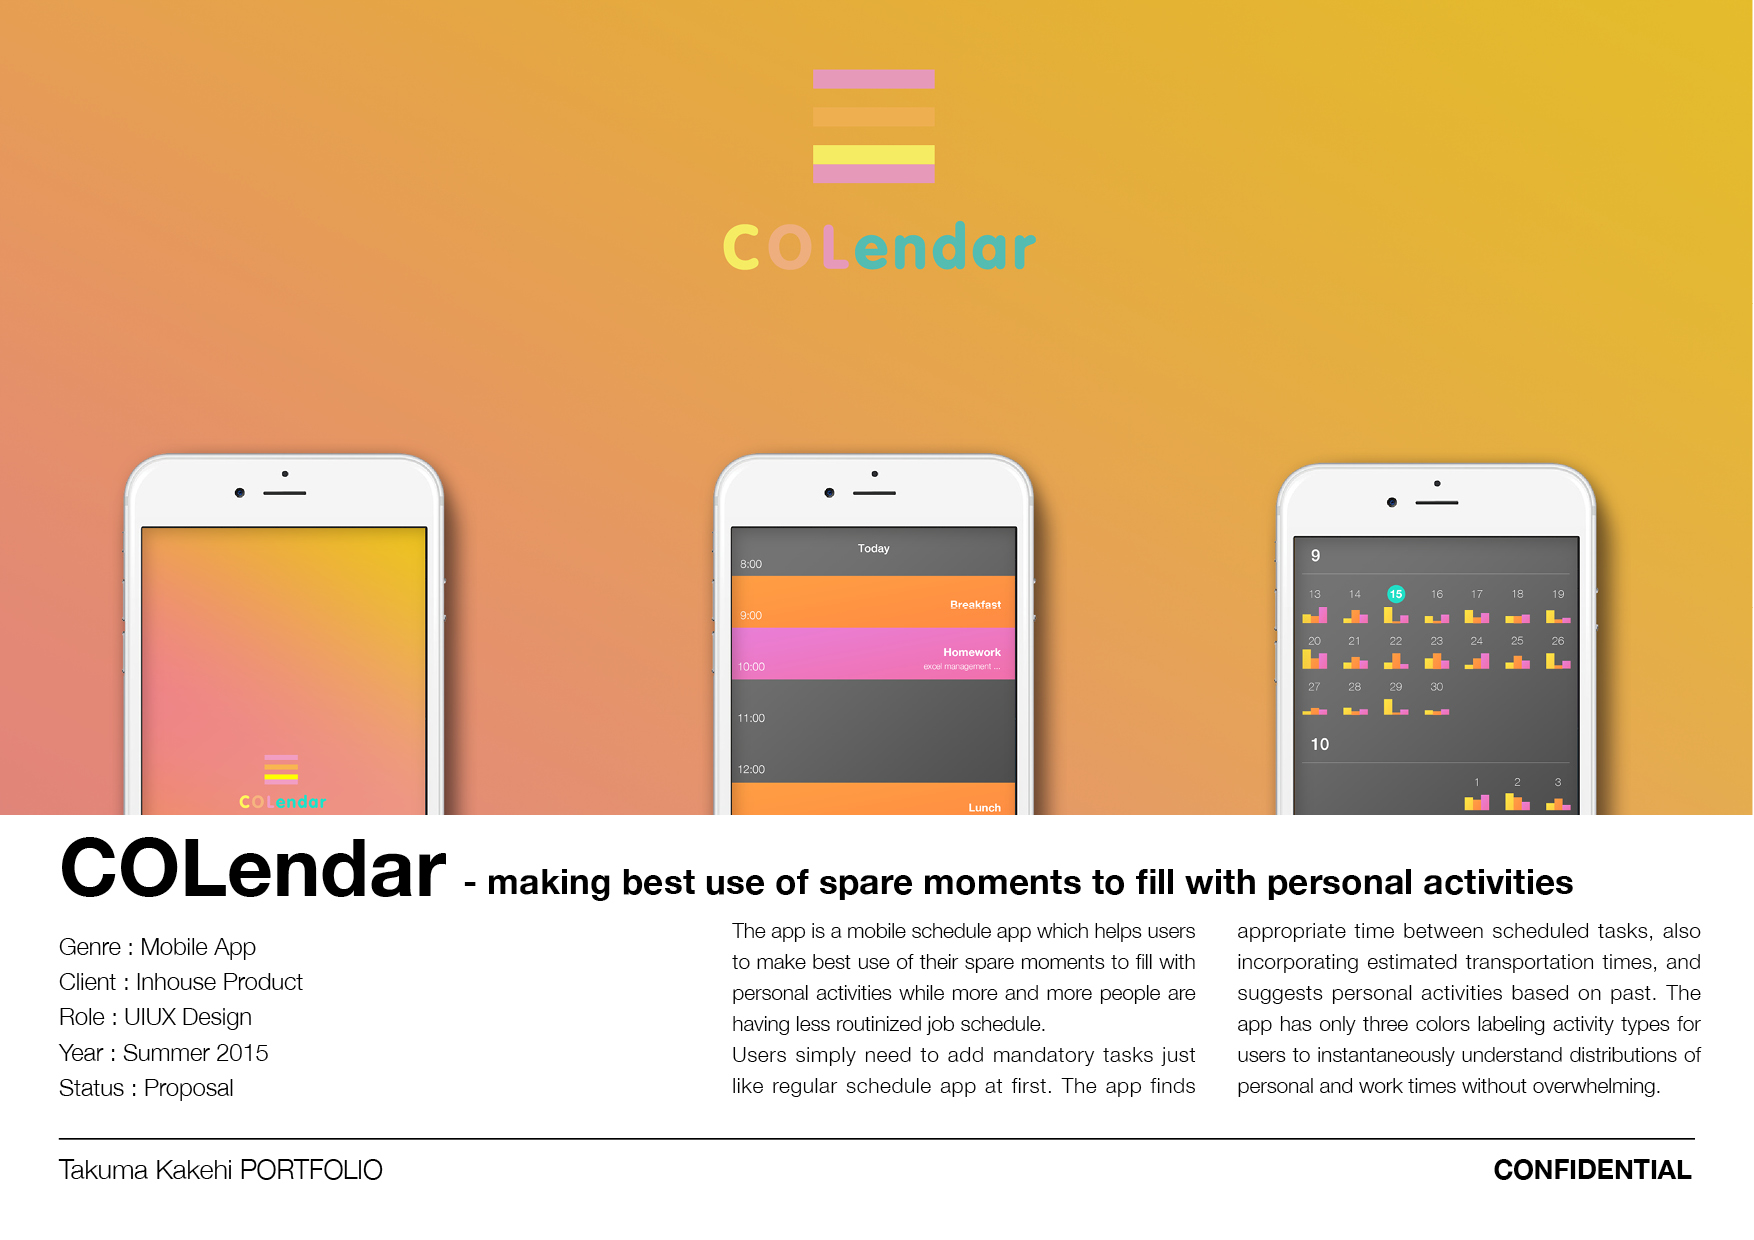 COLendar
COLendar
Today
8:00
Breakfast
9:00
Homework
10:00
excel management ...
11:00
12:00
Lunch
9
13 14 15 16 17 18 19
20 21 22 23 24 25 26
27 28 29 30
10
1 2 3
COLendar - making best use of spare moments to fill with personal activities
Genre : Mobile App
Client : Inhouse Product
Role : UIUX Design
Year : Summer 2015
Status : Proposal
The app is a mobile schedule app which helps users
to make best use of their spare moments to fill with
personal activities while more and more people are
having less routinized job schedule.
Users simply need to add mandatory tasks just
like regular schedule app at first. The app finds
appropriate time between scheduled tasks, also
incorporating estimated transportation times, and
suggests personal activities based on past. The
app has only three colors labeling activity types for
users to instantaneously understand distributions of
personal and work times without overwhelming.
Takuma Kakehi PORTFOLIO
CONFIDENTIAL